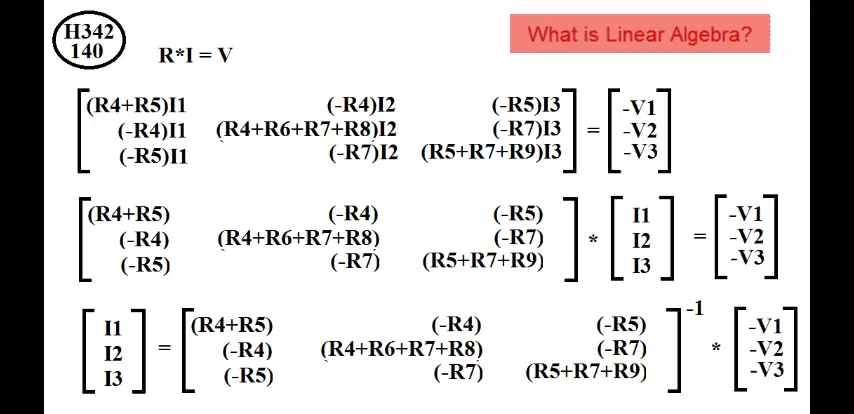 H342
140
R*I = V
What is Linear Algebra?
(R4+R5)I1 (-R4)I2 (-R5)I3 -V1
(-R4)I1 (R4+R6+R7+R8)I2 (-R7)I3 = -V2
(-R5)I1 (-R7)I2 (R5+R7+R9)I3 -V3
(R4+R5) (-R4) (-R5) I1 -V1
(-R4) (R4+R6+R7+R8) (-R7) * I2 = -V2
(-R5) (-R7) (R5+R7+R9) I3 -V3
-1
I1 (R4+R5) (-R4) (-R5) -V1
I2 = (-R4) (R4+R6+R7+R8) (-R7) * -V2
I3 (-R5) (-R7) (R5+R7+R9) -V3